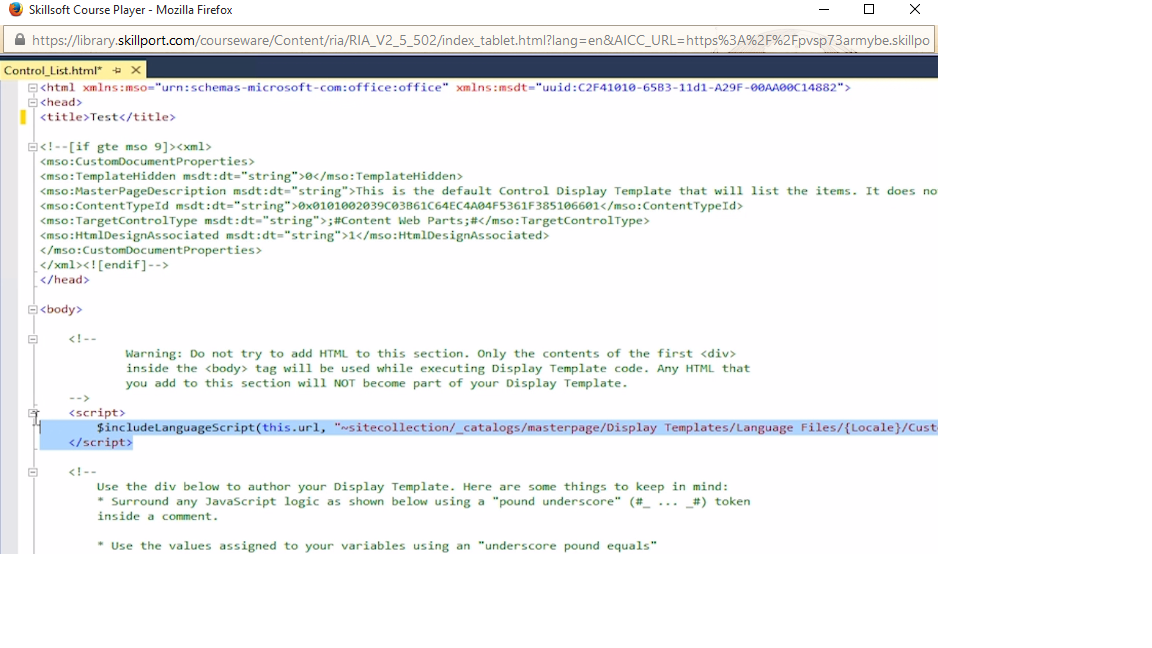 Skillsoft Course Player - Mozilla Firefox
https://library.skillport.com/courseware/Content/ria/RIA_V2_5_502/index_tablet.html?lang=en&AICC_URL=https%3A%2F%2Fpvsp73armybe.skillpo
Control_List.html*
<html xmlns:mso="urn:schemas-microsoft-com:office:office" xmlns:msdt="uuid:C2F41010-65B3-11d1-A29F-00AA00C14882">
<head>
<title>Test</title>
<!--[if gte mso 9]><xml>
<mso:CustomDocumentProperties>
<mso:TemplateHidden msdt:dt="string">0</mso:TemplateHidden>
<mso:MasterPageDescription msdt:dt="string">This is the default Control Display Template that will list the items. It does no
<mso:ContentTypeId msdt:dt="string">0x0101002039C03B61C64EC4A04F5361F385106601</mso:ContentTypeId>
<mso:TargetControlType msdt:dt="string">;#Content Web Parts;#</mso:TargetControlType>
<mso:HtmlDesignAssociated msdt:dt="string">1</mso:HtmlDesignAssociated>
</mso:CustomDocumentProperties>
</xml><![endif]-->
</head>
<body>
<!--
Warning: Do not try to add HTML to this section. Only the contents of the first <div>
inside the <body> tag will be used while executing Display Template code. Any HTML that
you add to this section will NOT become part of your Display Template.
-->
<script>
$includeLanguageScript(this.url, "~sitecollection/_catalogs/masterpage/Display Templates/Language Files/{Locale}/Cust
</script>
<!--
Use the div below to author your Display Template. Here are some things to keep in mind:
* Surround any JavaScript logic as shown below using a "pound underscore" (#_ ... _#) token
inside a comment.
* Use the values assigned to your variables using an "underscore pound equals"